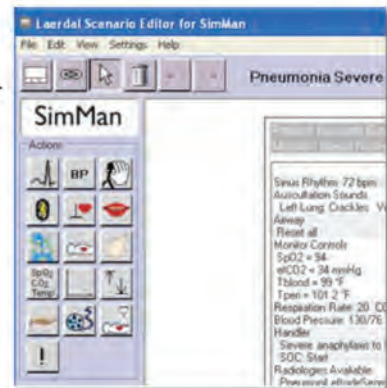 Laerdal Scenario Editor for SimMan
File Edit View Settings Help
Pneumonia Severe
SimMan
Actions
BP
SpO2
CO2
Temp
!
Sinus Rhythm: 72 bpm
Auscultation Sounds
Left Lung: Crackles
Airway
Reset all
Monitor Controls
SpO2 = 94
etCO2 = 34 mmHg
Tblood = 99 °F
Tperi = 101.2 °F
Respiration Rate: 20
Blood Pressure: 130/76
Handler
Severe anaphylaxis to
SOC: Start
Radiologies Available